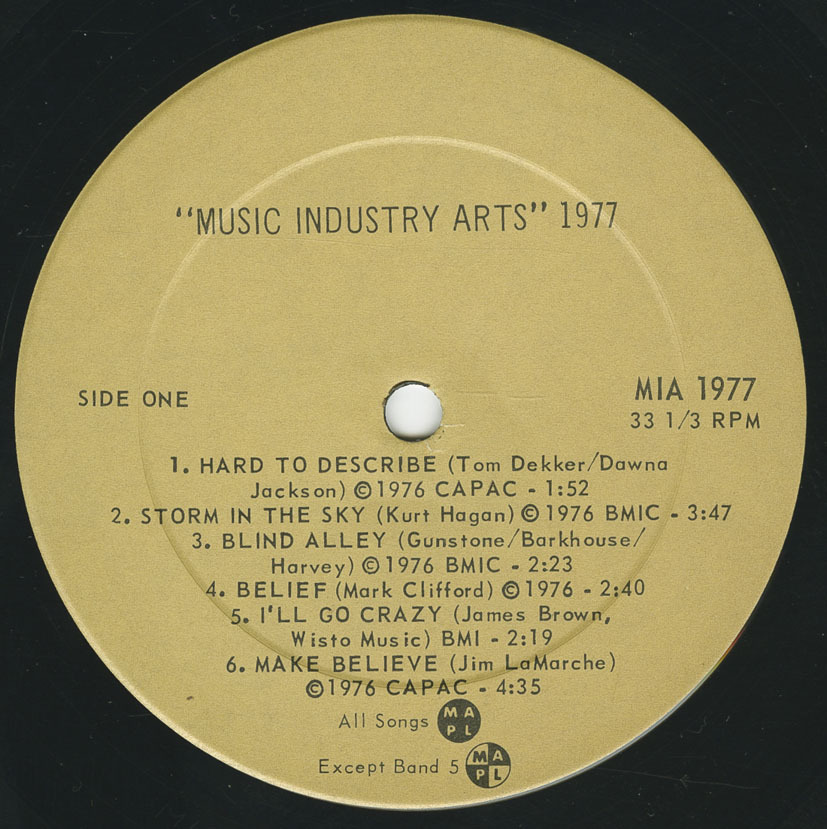 “MUSIC INDUSTRY ARTS” 1977
SIDE ONE
MIA 1977
33 1/3 RPM
1. HARD TO DESCRIBE (Tom Dekker/Dawna
Jackson) ©1976 CAPAC - 1:52
2. STORM IN THE SKY (Kurt Hagan) ©1976 BMIC - 3:47
3. BLIND ALLEY (Gunstone/Barkhouse/
Harvey) ©1976 BMIC - 2:23
4. BELIEF (Mark Clifford) ©1976 - 2:40
5. I'LL GO CRAZY (James Brown,
Wisto Music) BMI - 2:19
6. MAKE BELIEVE (Jim LaMarche)
©1976 CAPAC - 4:35
All Songs M A P L
Except Band 5 M A P L